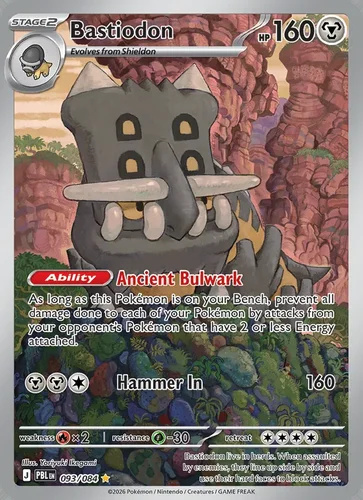 STAGE2 Bastiodon HP 160
Evolves from Shieldon
Ability Ancient Bulwark
As long as this Pokémon is on your Bench, prevent all
damage done to each of your Pokémon by attacks
from your opponent's Pokémon that have 2 or less Energy
attached.
Hammer In 160
weakness ×2 resistance -30 retreat
Illus. Yoriyuki Ikegami
J PBL EN 093/084
Bastiodon live in herds. When assaulted
by enemies, they line up side by side and
use their hard faces to block attacks.
©2026 Pokémon / Nintendo / Creatures / GAME FREAK